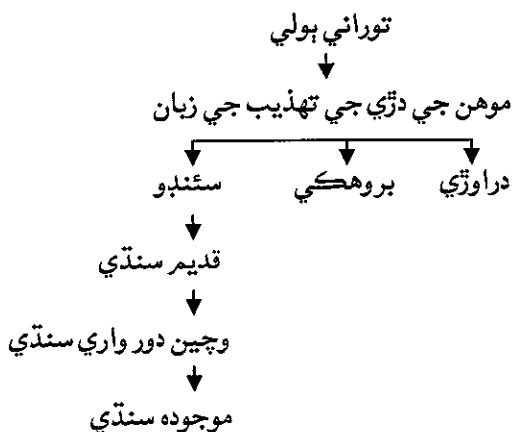 توراني ٻولي
موهن جي دڙي جي تهذيب جي زبان
دراوڙي بروهڪي سئنڊو
قديم سنڌي
وچين دور واري سنڌي
موجوده سنڌي